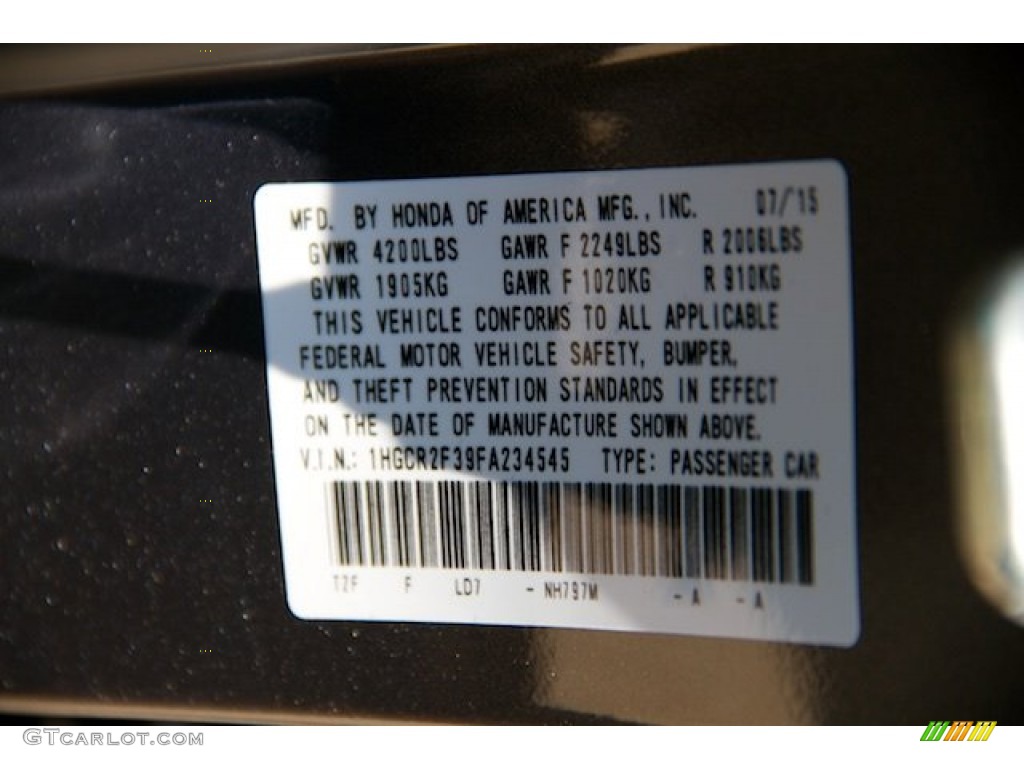 MFD. BY HONDA OF AMERICA MFG., INC. 07/'15
GVWR 4200LBS GAWR F 2249LBS R 2006LBS
GVWR 1905KG GAWR F 1020KG R 910KG
THIS VEHICLE CONFORMS TO ALL APPLICABLE
FEDERAL MOTOR VEHICLE SAFETY, BUMPER,
AND THEFT PREVENTION STANDARDS IN EFFECT
ON THE DATE OF MANUFACTURE SHOWN ABOVE.
V.I.N.: 1HGCR2F39FA234545 TYPE: PASSENGER CAR
T2F F LD7 - NH797M - A - A
GTCARLOT.COM